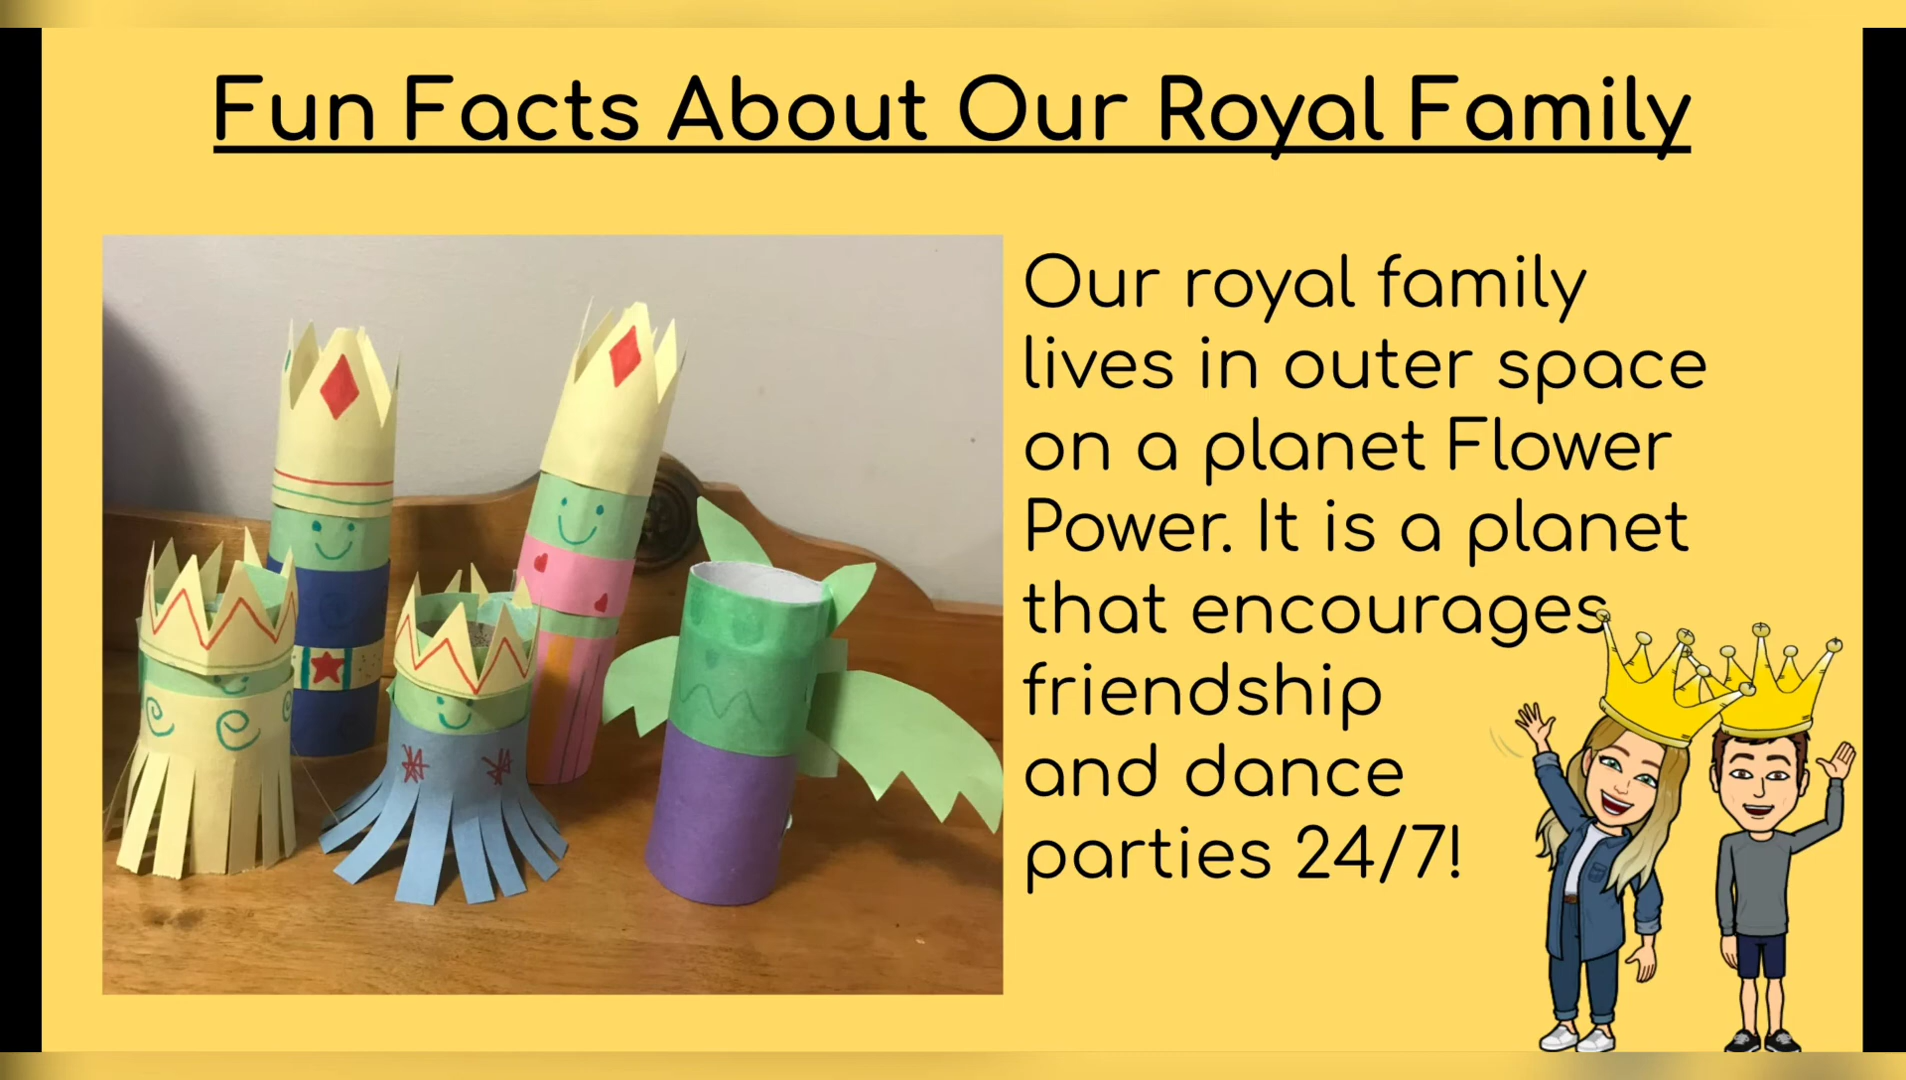 Fun Facts About Our Royal Family
Our royal family
lives in outer space
on a planet Flower
Power. It is a planet
that encourages
friendship
and dance
parties 24/7!